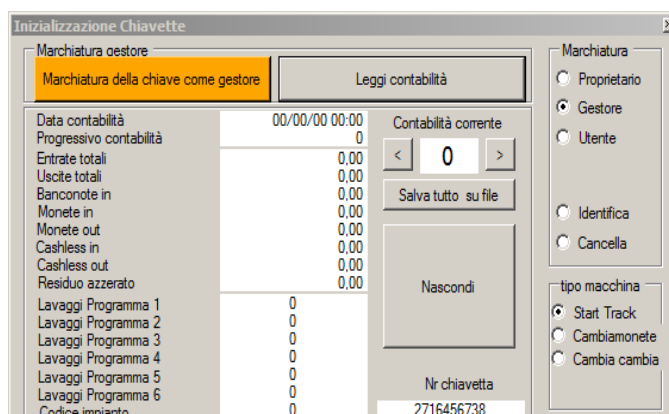 Inizializzazione Chiavette
Marchiatura gestore
Marchiatura della chiave come gestore
Leggi contabilità
Data contabilità 00/00/00 00:00
Progressivo contabilità 0
Entrate totali 0,00
Uscite totali 0,00
Banconote in 0,00
Monete in 0,00
Monete out 0,00
Cashless in 0,00
Cashless out 0,00
Residuo azzerato 0,00
Lavaggi Programma 1 0
Lavaggi Programma 2 0
Lavaggi Programma 3 0
Lavaggi Programma 4 0
Lavaggi Programma 5 0
Lavaggi Programma 6 0
Codice impianto 0
Contabilità corrente
< 0 >
Salva tutto su file
Nascondi
Nr chiavetta
2716456738
Marchiatura
Proprietario
Gestore
Utente
Identifica
Cancella
tipo macchina
Start Track
Cambiamonete
Cambia cambia